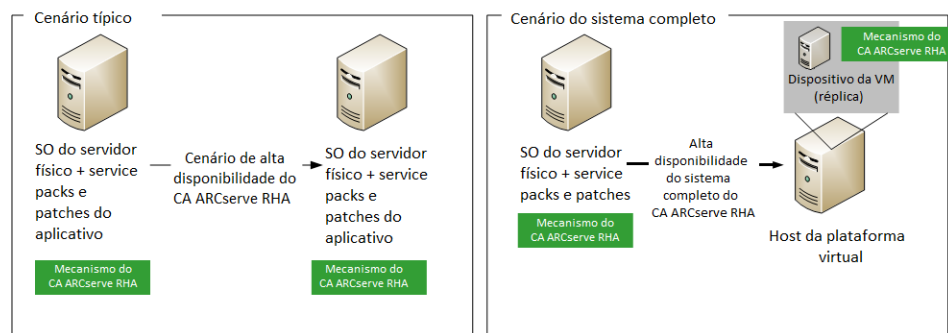 Cenário típico
SO do servidor
físico + service
packs e
patches do
aplicativo
Mecanismo do
CA ARCserve RHA
Cenário de alta
disponibilidade do
CA ARCserve RHA
SO do servidor
físico + service
packs e
patches do
aplicativo
Mecanismo do
CA ARCserve RHA
Cenário do sistema completo
SO do servidor
físico + service
packs e patches
Mecanismo do
CA ARCserve RHA
Alta
disponibilidade
do sistema
completo do
CA ARCserve RHA
Mecanismo do
CA ARCserve RHA
Dispositivo da VM
(réplica)
Host da plataforma
virtual